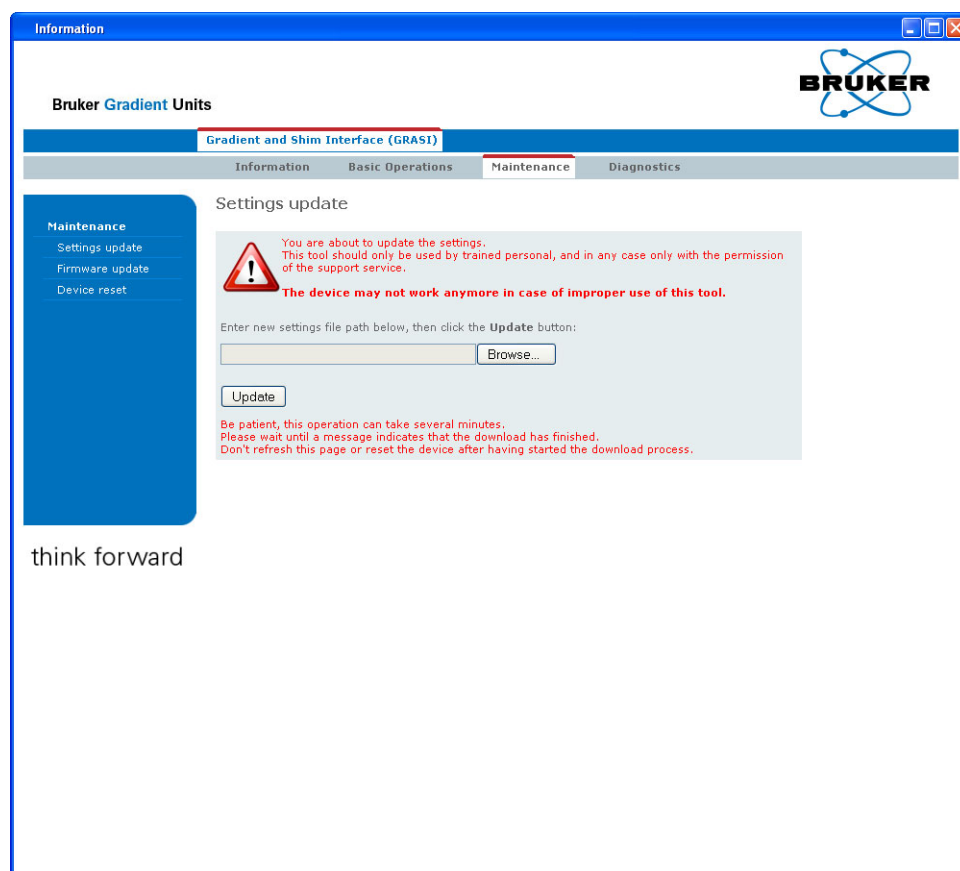 Information
BRUKER
Bruker Gradient Units
Gradient and Shim Interface (GRASI)
Information Basic Operations Maintenance Diagnostics
Maintenance
Settings update
Firmware update
Device reset
Settings update
You are about to update the settings.
This tool should only be used by trained personal, and in any case only with the permission
of the support service.
The device may not work anymore in case of improper use of this tool.
Enter new settings file path below, then click the Update button:
Browse...
Update
Be patient, this operation can take several minutes.
Please wait until a message indicates that the download has finished.
Don't refresh this page or reset the device after having started the download process.
think forward